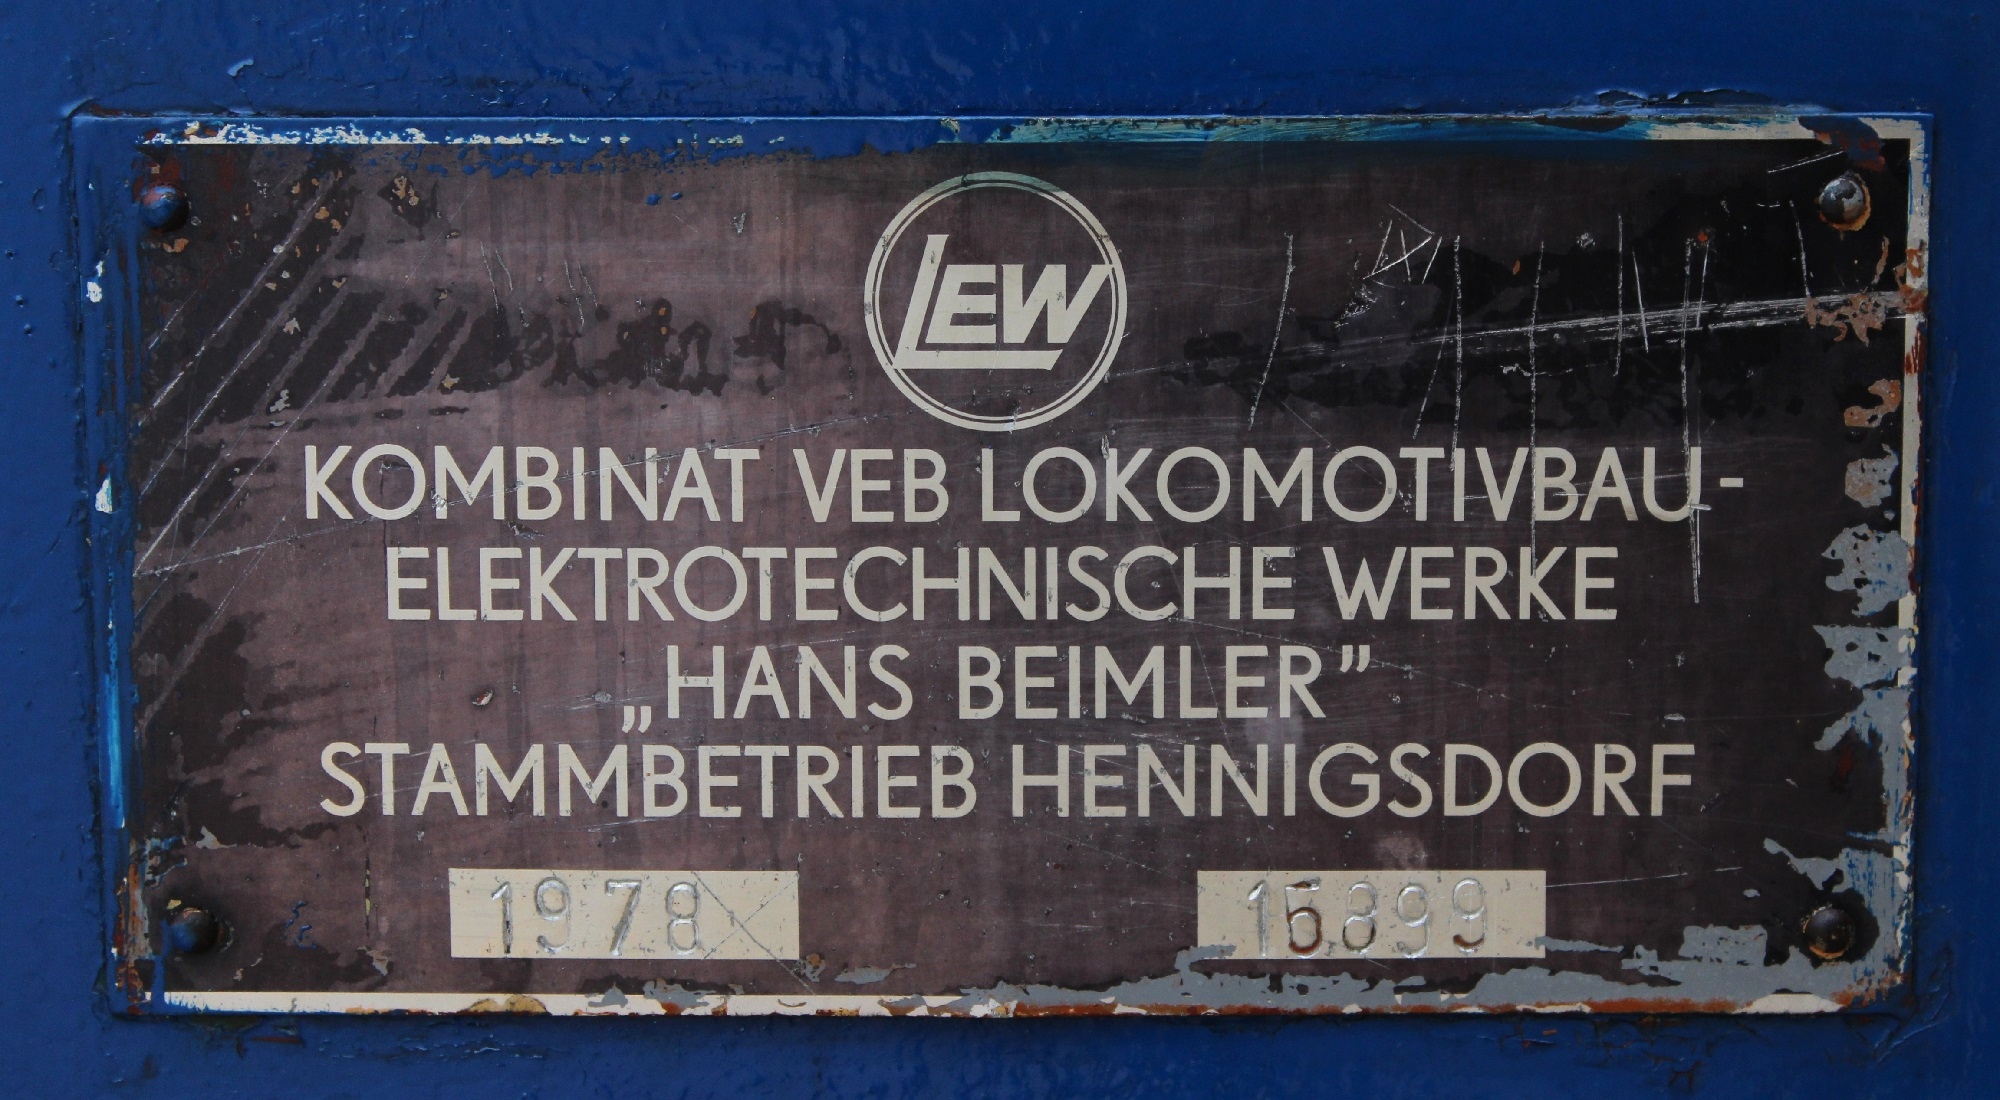 LEW
KOMBINAT VEB LOKOMOTIVBAU-
ELEKTROTECHNISCHE WERKE
„HANS BEIMLER”
STAMMBETRIEB HENNIGSDORF
1978 15899